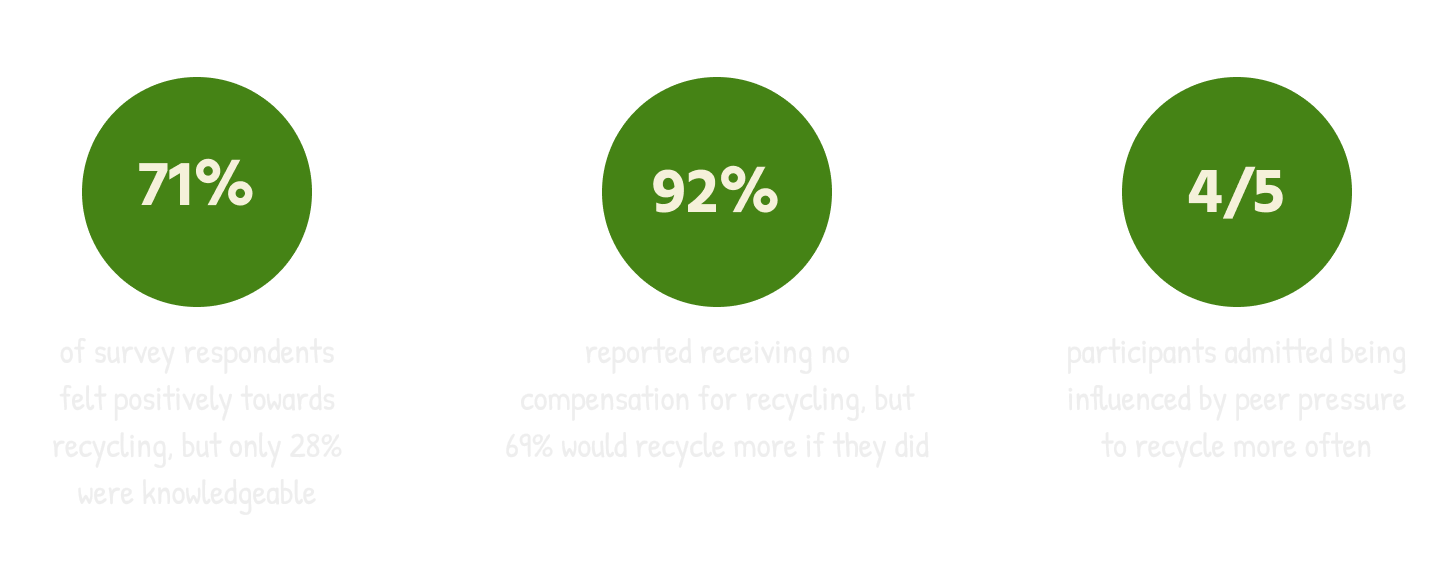 71%
of survey respondents
felt positively towards
recycling, but only 28%
were knowledgeable
92%
reported receiving no
compensation for recycling, but
69% would recycle more if they did
4/5
participants admitted being
influenced by peer pressure
to recycle more often